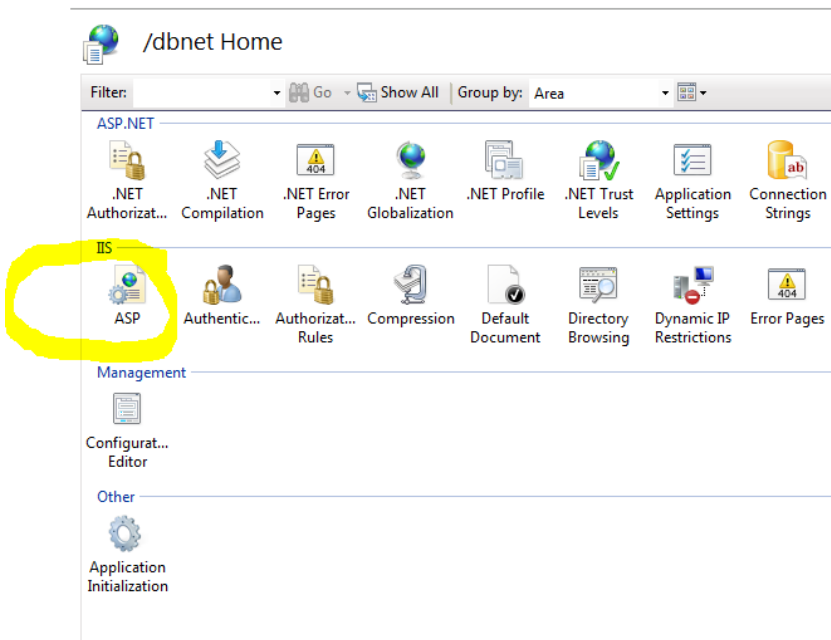 /dbnet Home
Filter: Go Show All Group by: Area
ASP.NET
.NET Authorizat...
.NET Compilation
404
.NET Error Pages
.NET Globalization
.NET Profile
.NET Trust Levels
Application Settings
ab
Connection Strings
IIS
ASP
Authentic...
Authorizat... Rules
Compression
Default Document
Directory Browsing
Dynamic IP Restrictions
404
Error Pages
Management
Configurat... Editor
Other
Application Initialization